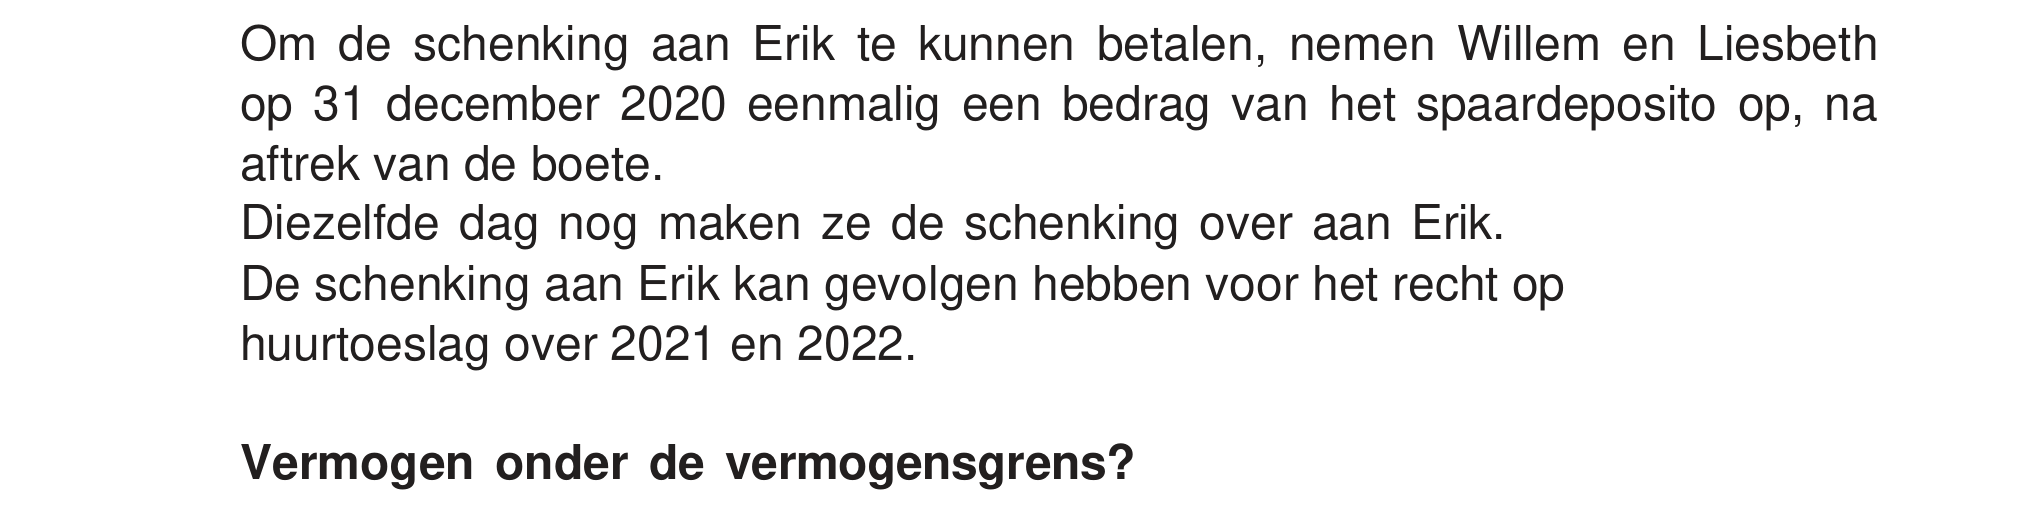 Om de schenking aan Erik te kunnen betalen, nemen Willem en Liesbeth
op 31 december 2020 eenmalig een bedrag van het spaardeposito op, na
aftrek van de boete.
Diezelfde dag nog maken ze de schenking over aan Erik.
De schenking aan Erik kan gevolgen hebben voor het recht op
huurtoeslag over 2021 en 2022.
Vermogen onder de vermogensgrens?